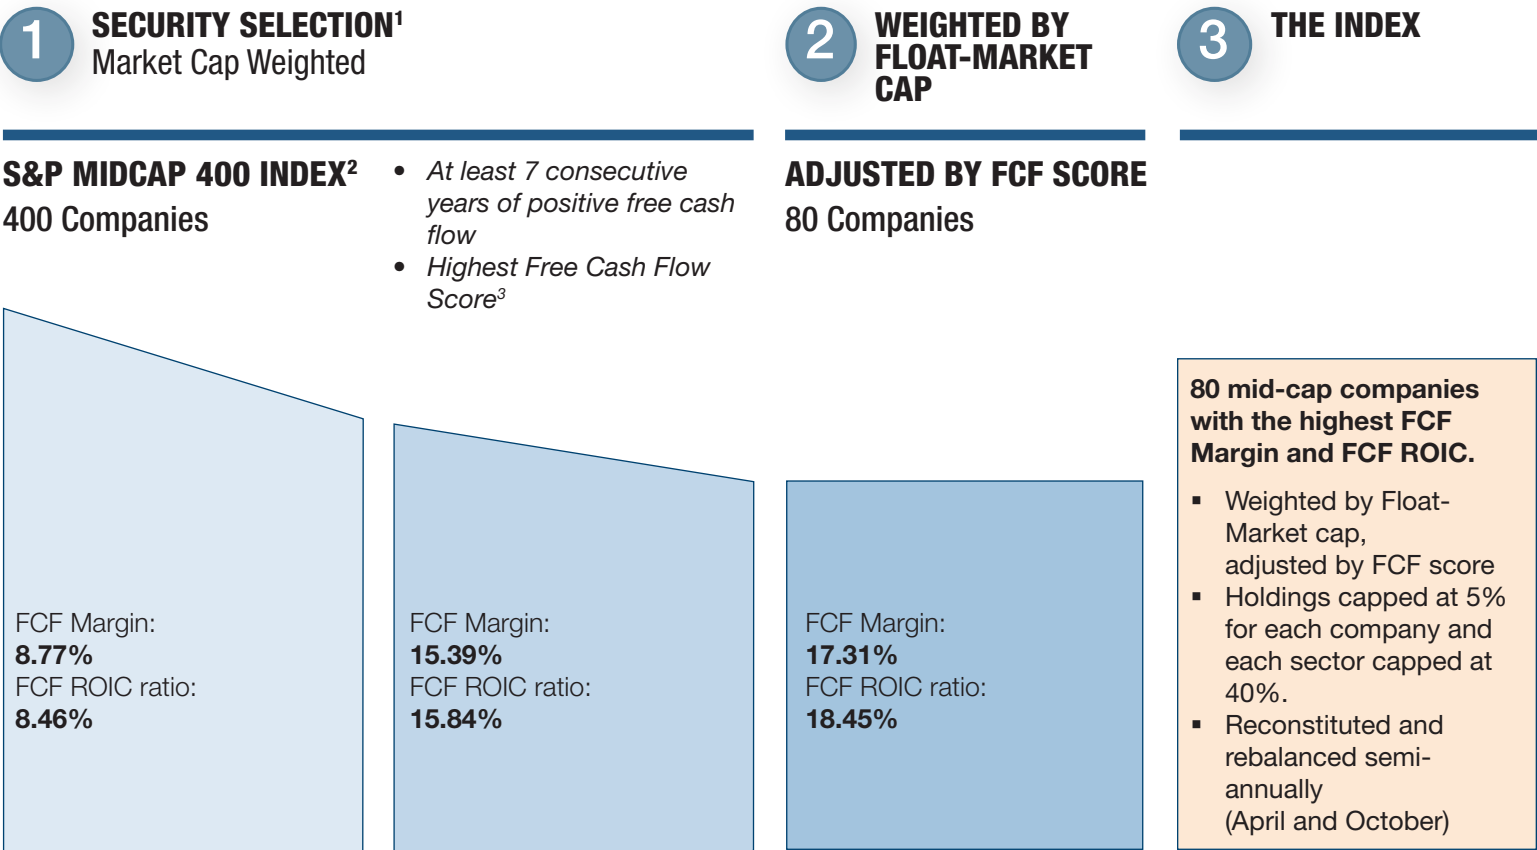 1
SECURITY SELECTION¹
Market Cap Weighted
S&P MIDCAP 400 INDEX²
400 Companies
• At least 7 consecutive
years of positive free cash
flow
• Highest Free Cash Flow
Score³
FCF Margin:
8.77%
FCF ROIC ratio:
8.46%
FCF Margin:
15.39%
FCF ROIC ratio:
15.84%
2
WEIGHTED BY
FLOAT-MARKET
CAP
ADJUSTED BY FCF SCORE
80 Companies
FCF Margin:
17.31%
FCF ROIC ratio:
18.45%
3
THE INDEX
80 mid-cap companies
with the highest FCF
Margin and FCF ROIC.
▪ Weighted by Float-
Market cap,
adjusted by FCF score
▪ Holdings capped at 5%
for each company and
each sector capped at
40%.
▪ Reconstituted and
rebalanced semi-
annually
(April and October)